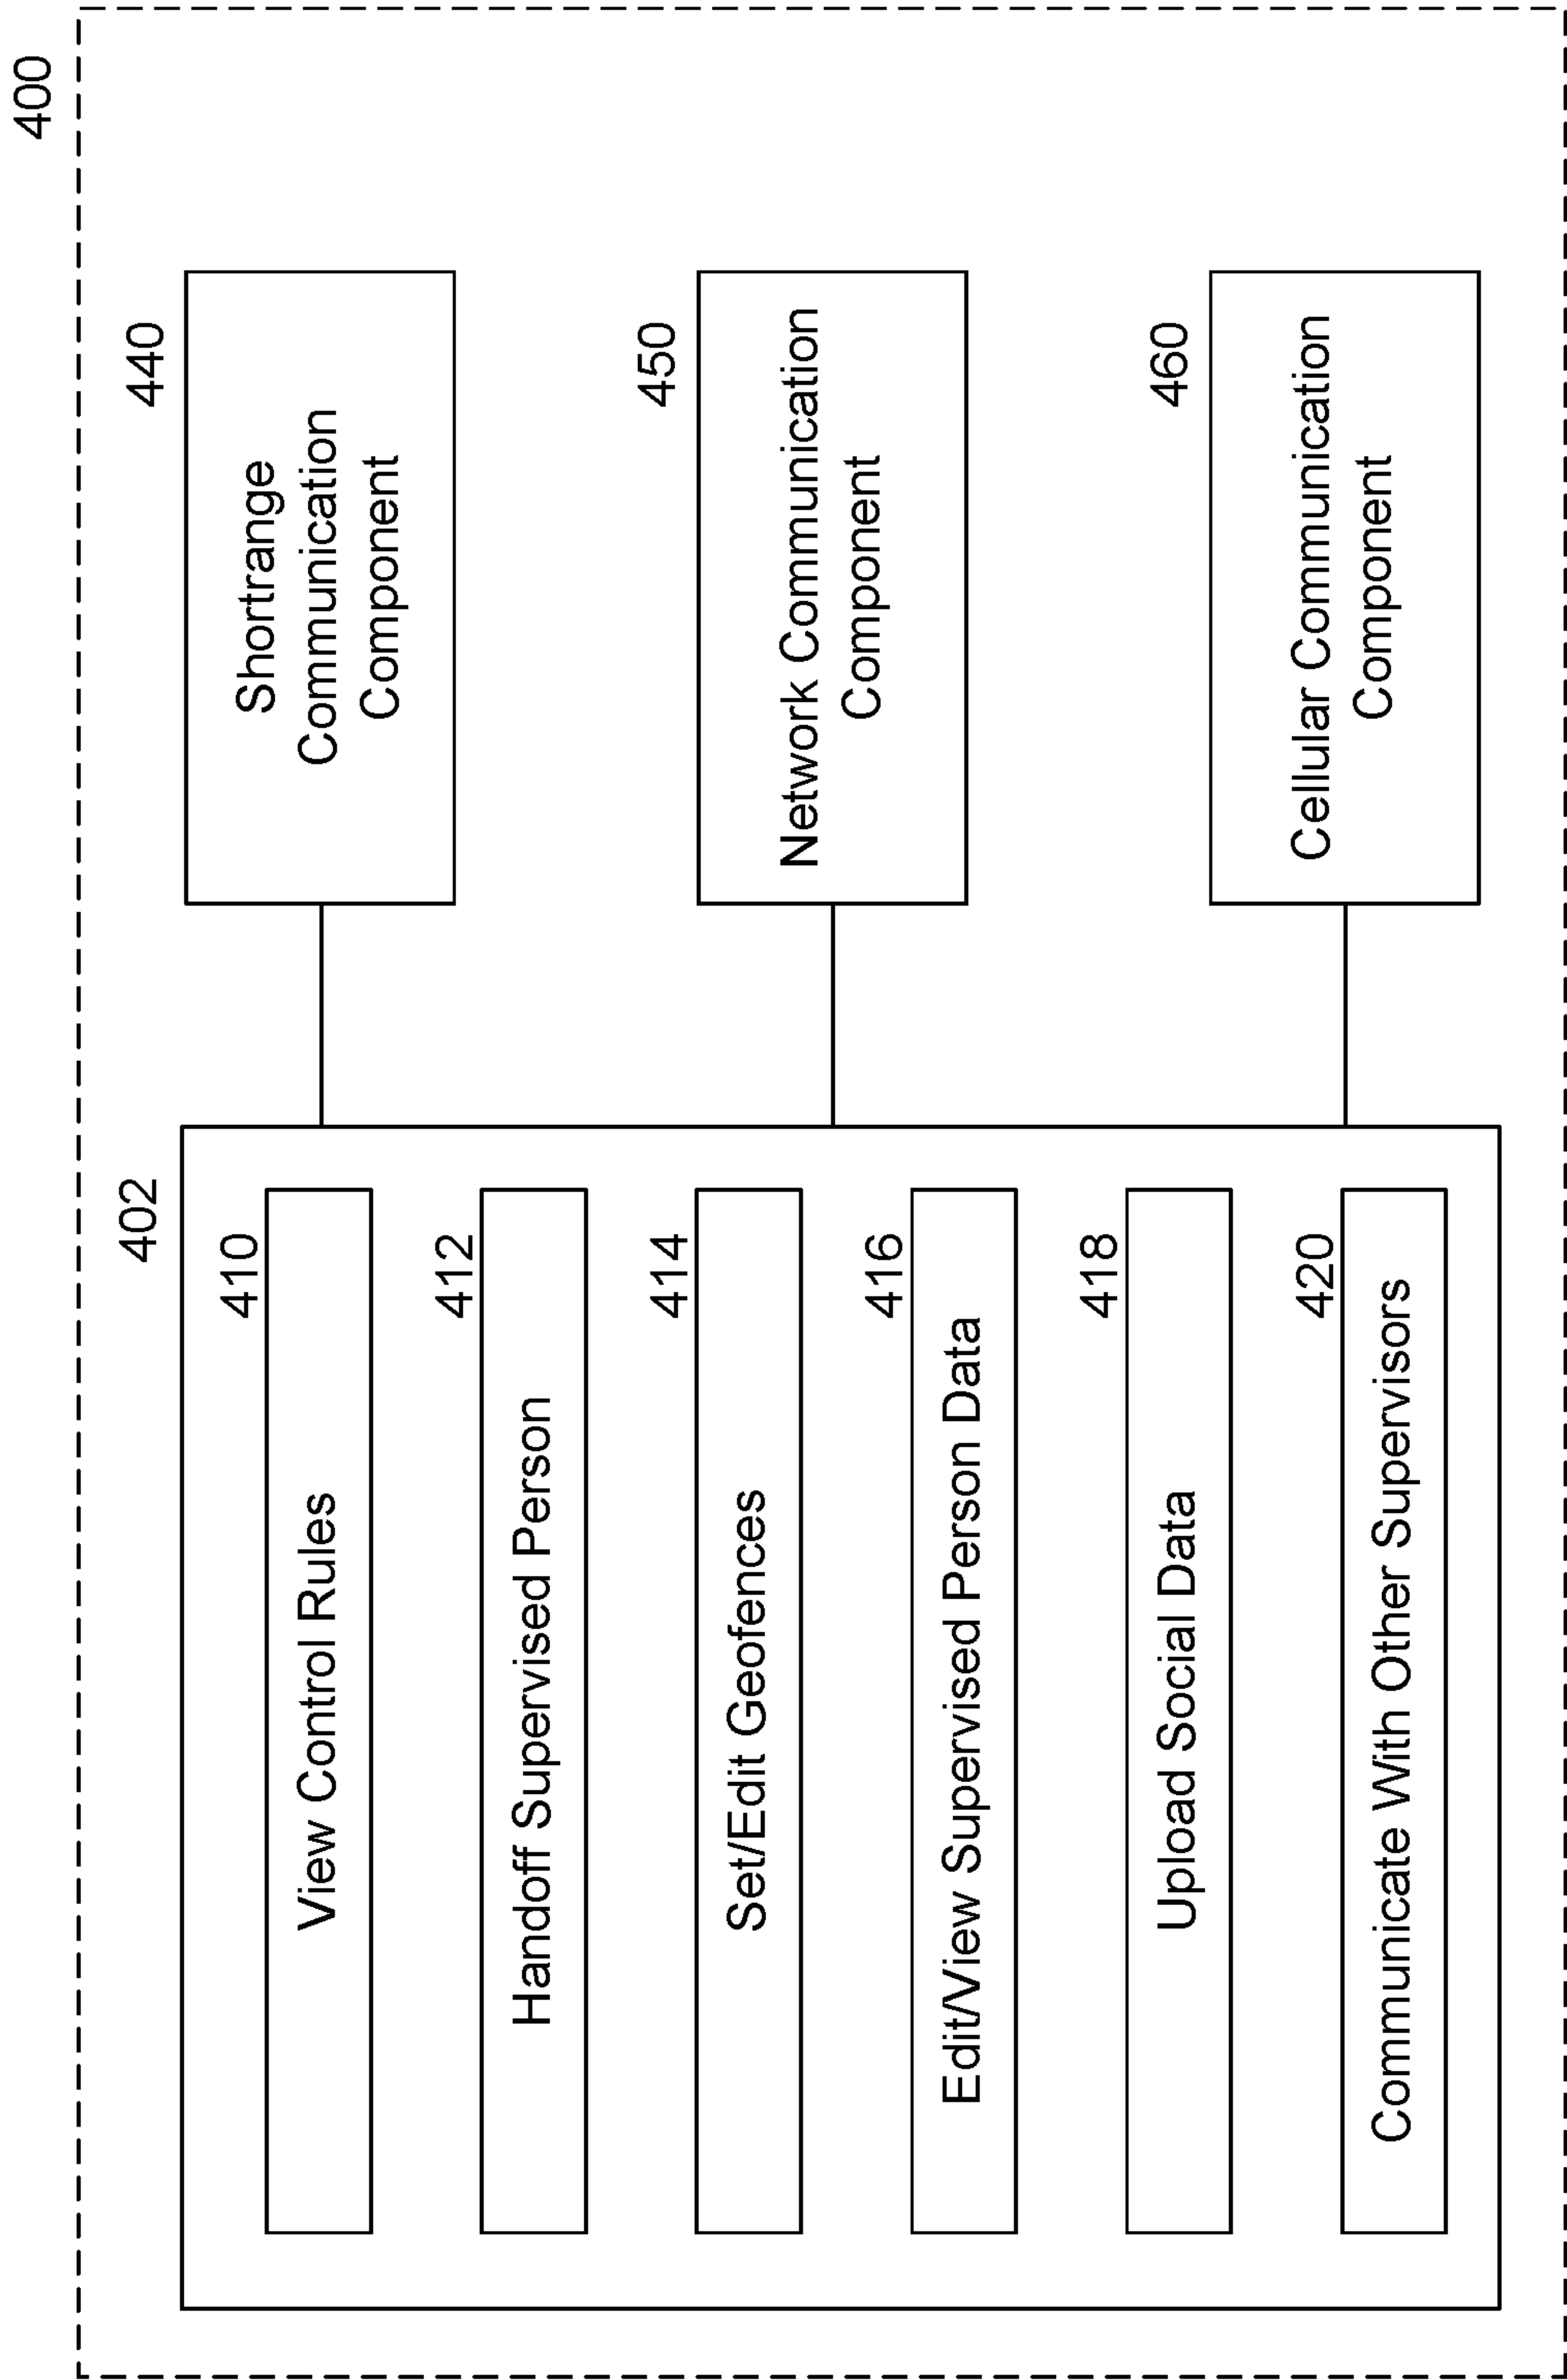 400
402
410
View Control Rules
412
Handoff Supervised Person
414
Set/Edit Geofences
416
Edit/View Supervised Person Data
418
Upload Social Data
420
Communicate With Other Supervisors
440
Shortrange
Communication
Component
450
Network Communication
Component
460
Cellular Communication
Component